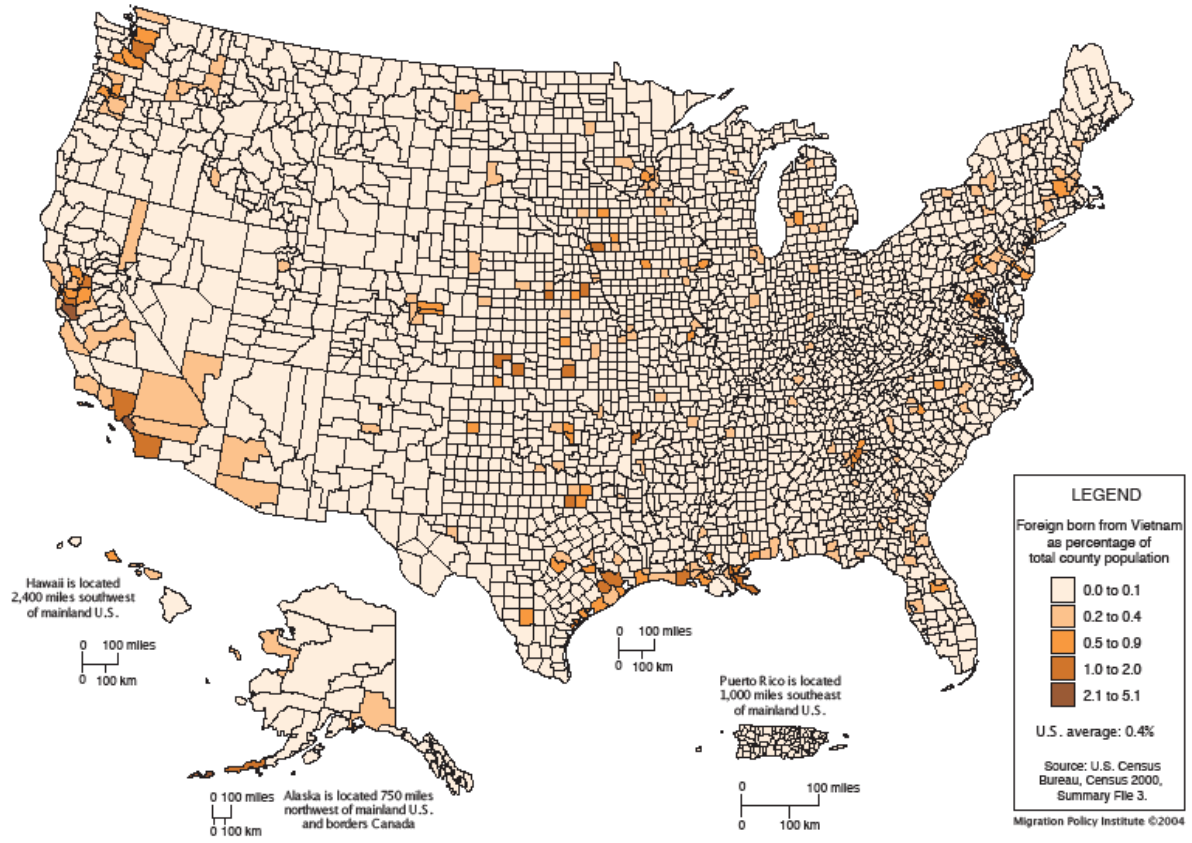 Hawaii is located
2,400 miles southwest
of mainland U.S.
0 100 miles
0 100 km
0 100 miles
0 100 km
Puerto Rico is located
1,000 miles southeast
of mainland U.S.
0 100 miles
0 100 km
0 100 miles
0 100 km
Alaska is located 750 miles
northwest of mainland U.S.
and borders Canada
LEGEND
Foreign born from Vietnam
as percentage of
total county population
0.0 to 0.1
0.2 to 0.4
0.5 to 0.9
1.0 to 2.0
2.1 to 5.1
U.S. average: 0.4%
Source: U.S. Census
Bureau, Census 2000,
Summary File 3.
Migration Policy Institute ©2004